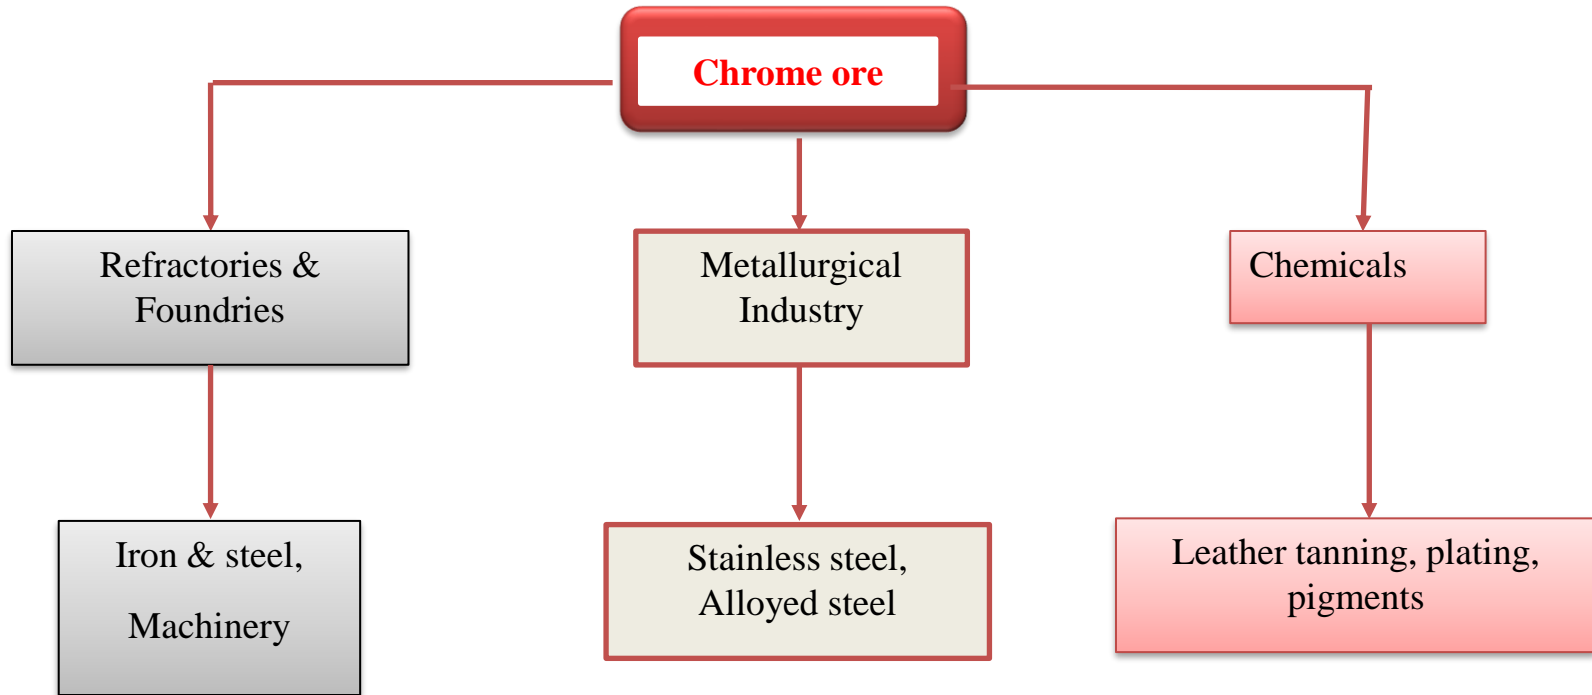 Chrome ore
Refractories &
Foundries
Metallurgical
Industry
Chemicals
Iron & steel,
Machinery
Stainless steel,
Alloyed steel
Leather tanning, plating,
pigments